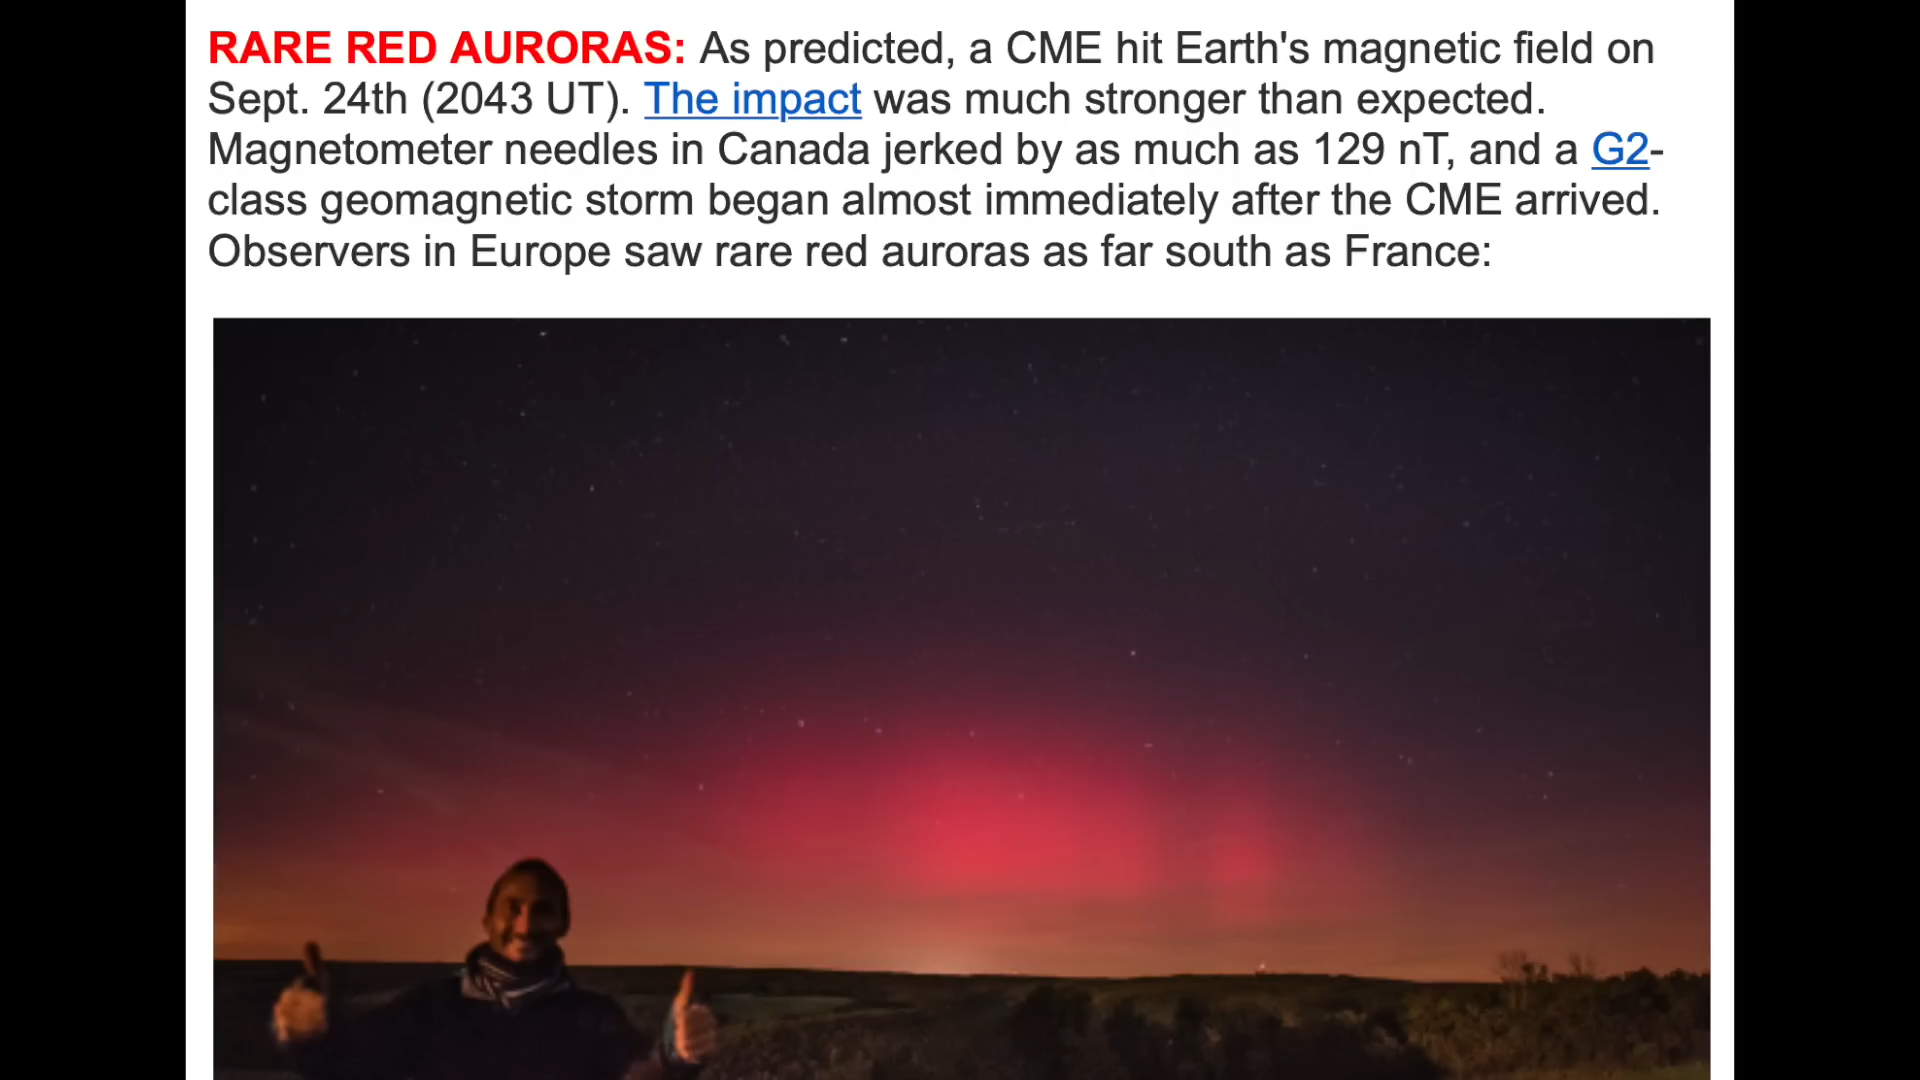 RARE RED AURORAS: As predicted, a CME hit Earth's magnetic field on
Sept. 24th (2043 UT). The impact was much stronger than expected.
Magnetometer needles in Canada jerked by as much as 129 nT, and a G2-
class geomagnetic storm began almost immediately after the CME arrived.
Observers in Europe saw rare red auroras as far south as France: